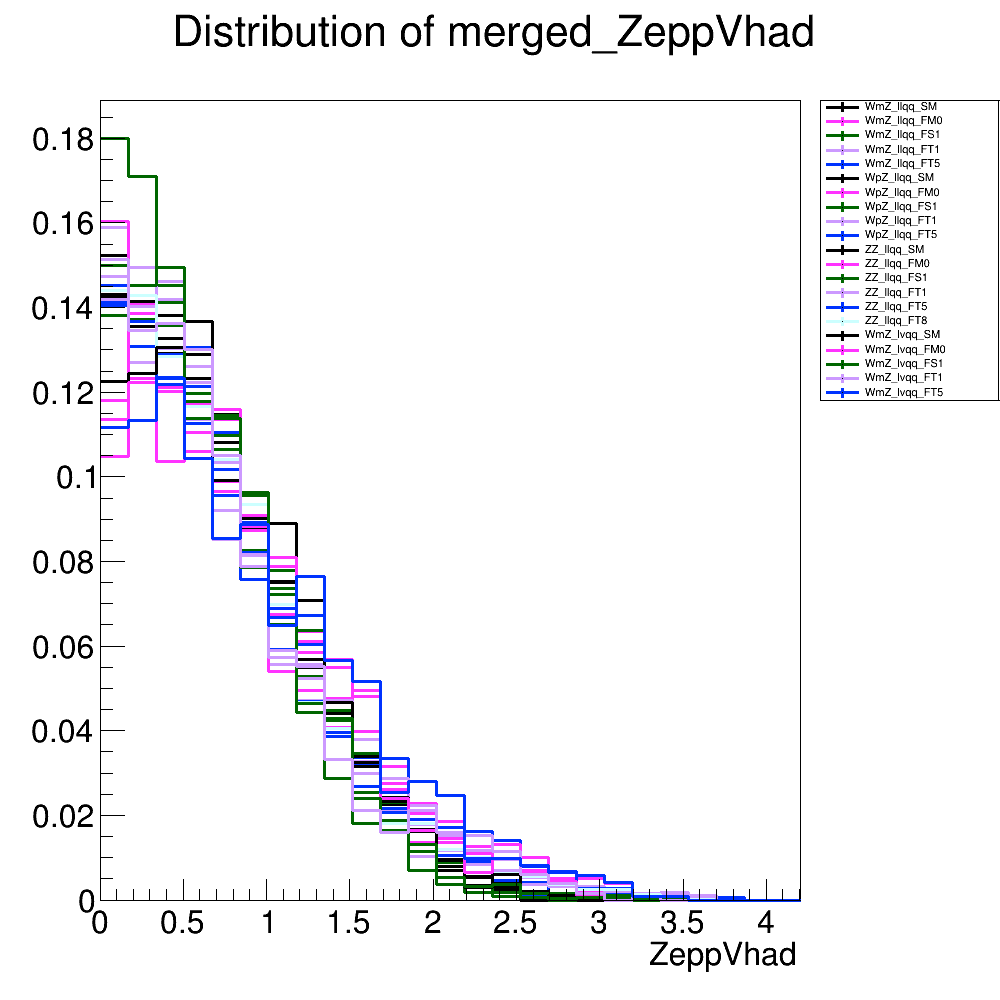 Distribution of merged_ZeppVhad
WmZ_llqq_SM
WmZ_llqq_FM0
WmZ_llqq_FS1
WmZ_llqq_FT1
WmZ_llqq_FT5
WpZ_llqq_SM
WpZ_llqq_FM0
WpZ_llqq_FS1
WpZ_llqq_FT1
WpZ_llqq_FT5
ZZ_llqq_SM
ZZ_llqq_FM0
ZZ_llqq_FS1
ZZ_llqq_FT1
ZZ_llqq_FT5
ZZ_llqq_FT8
WmZ_lvqq_SM
WmZ_lvqq_FM0
WmZ_lvqq_FS1
WmZ_lvqq_FT1
WmZ_lvqq_FT5
0.18
0.16
0.14
0.12
0.1
0.08
0.06
0.04
0.02
0
0 0.5 1 1.5 2 2.5 3 3.5 4
ZeppVhad